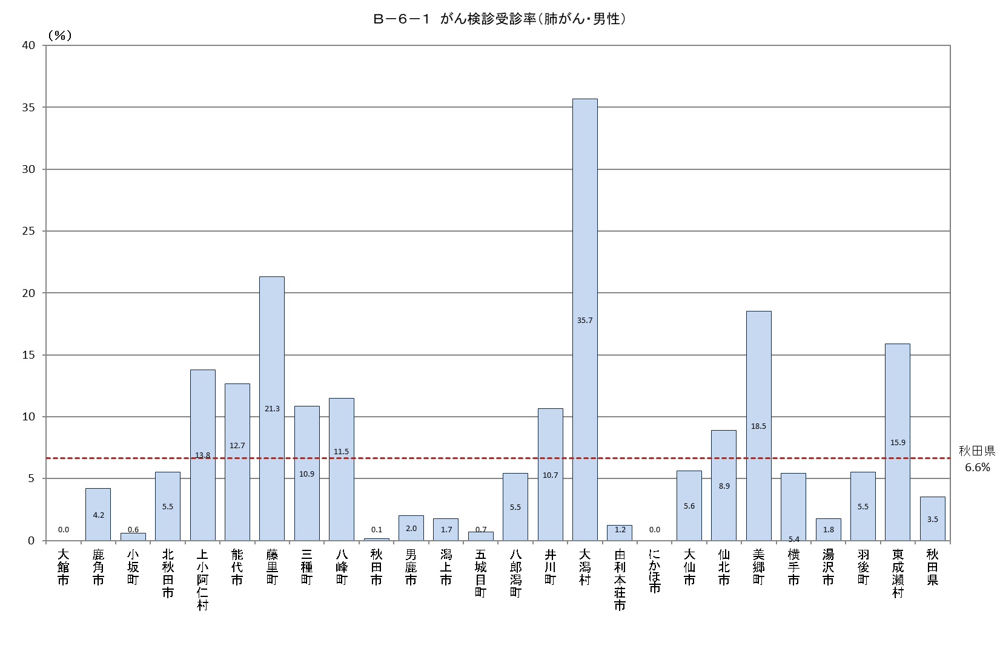 Ｂ－６－１　がん検診受診率（肺がん・男性）
（％）
40
35
30
25
20
15
10
5
0
0.0
4.2
0.6
5.5
13.8
12.7
21.3
10.9
11.5
0.1
2.0
1.7
0.7
5.5
10.7
35.7
1.2
0.0
5.6
8.9
18.5
5.4
1.8
5.5
15.9
3.5
秋田県
6.6%
大館市
鹿角市
小坂町
北秋田市
上小阿仁村
能代市
藤里町
三種町
八峰町
秋田市
男鹿市
潟上市
五城目町
八郎潟町
井川町
大潟村
由利本荘市
にかほ市
大仙市
仙北市
美郷町
横手市
湯沢市
羽後町
東成瀬村
秋田県